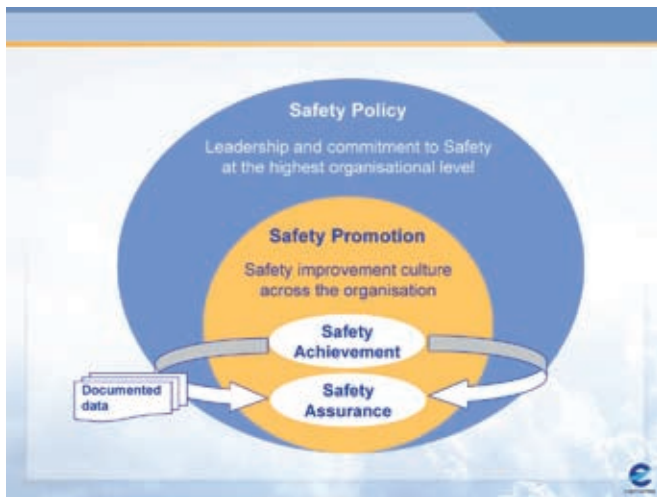 Safety Policy
Leadership and commitment to Safety
at the highest organisational level
Safety Promotion
Safety improvement culture
across the organisation
Safety
Achievement
Documented
data
Safety
Assurance